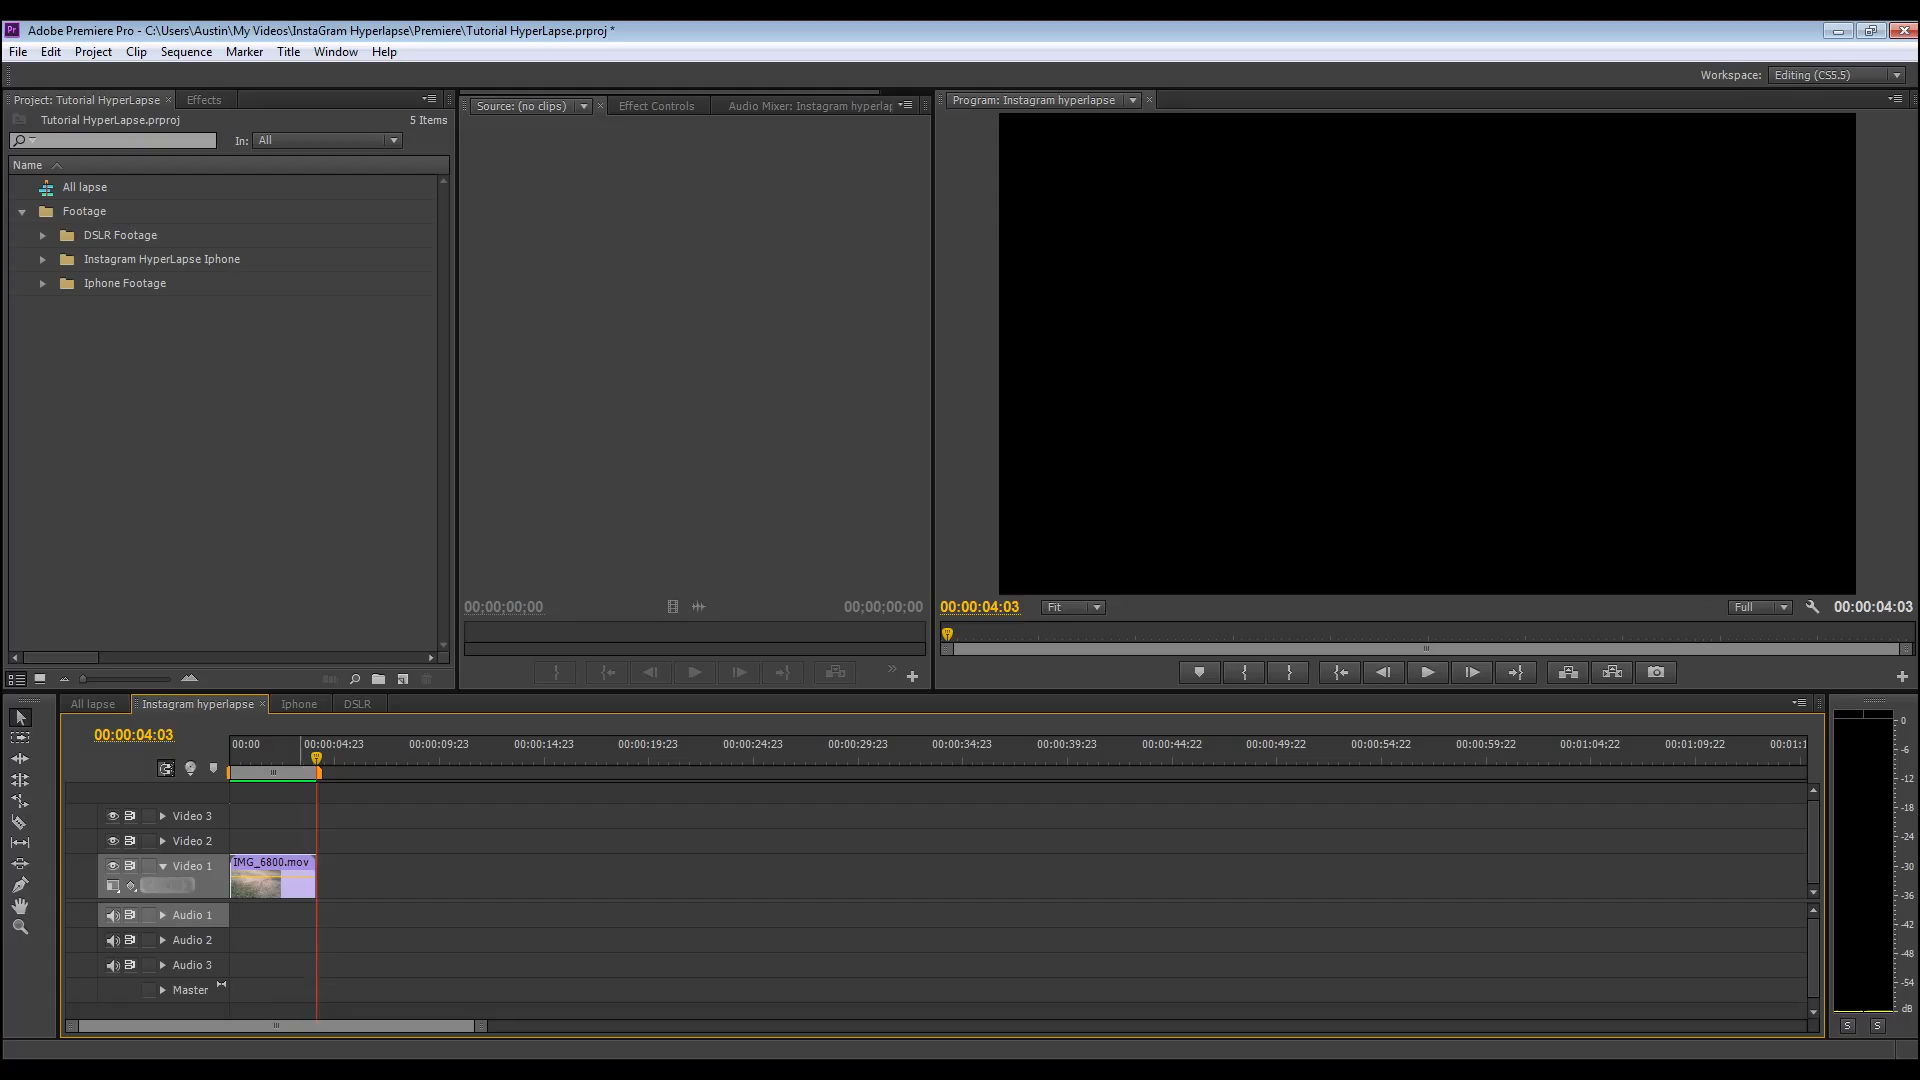 Adobe Premiere Pro - C:\Users\Austin\My Videos\InstaGram Hyperlapse\Premiere\Tutorial HyperLapse.prproj *
File Edit Project Clip Sequence Marker Title Window Help
Workspace: Editing (CS5.5)
Project: Tutorial HyperLapse Effects
Tutorial HyperLapse.prproj 5 Items
In: All
Name
All lapse
Footage
DSLR Footage
Instagram HyperLapse Iphone
Iphone Footage
Source: (no clips) Effect Controls Audio Mixer: Instagram hyperlap
00;00;00;00 00;00;00;00
Program: Instagram hyperlapse
00:00:04:03 Fit Full 00:00:04:03
All lapse Instagram hyperlapse Iphone DSLR
00:00:04:03
00:00 00:00:04:23 00:00:09:23 00:00:14:23 00:00:19:23 00:00:24:23 00:00:29:23 00:00:34:23 00:00:39:23 00:00:44:22 00:00:49:22 00:00:54:22 00:00:59:22 00:01:04:22 00:01:09:22 00:01:1
Video 3
Video 2
Video 1
IMG_6800.mov
Audio 1
Audio 2
Audio 3
Master
0
-6
-12
-18
-24
-30
-36
-42
-48
-54
dB
S S